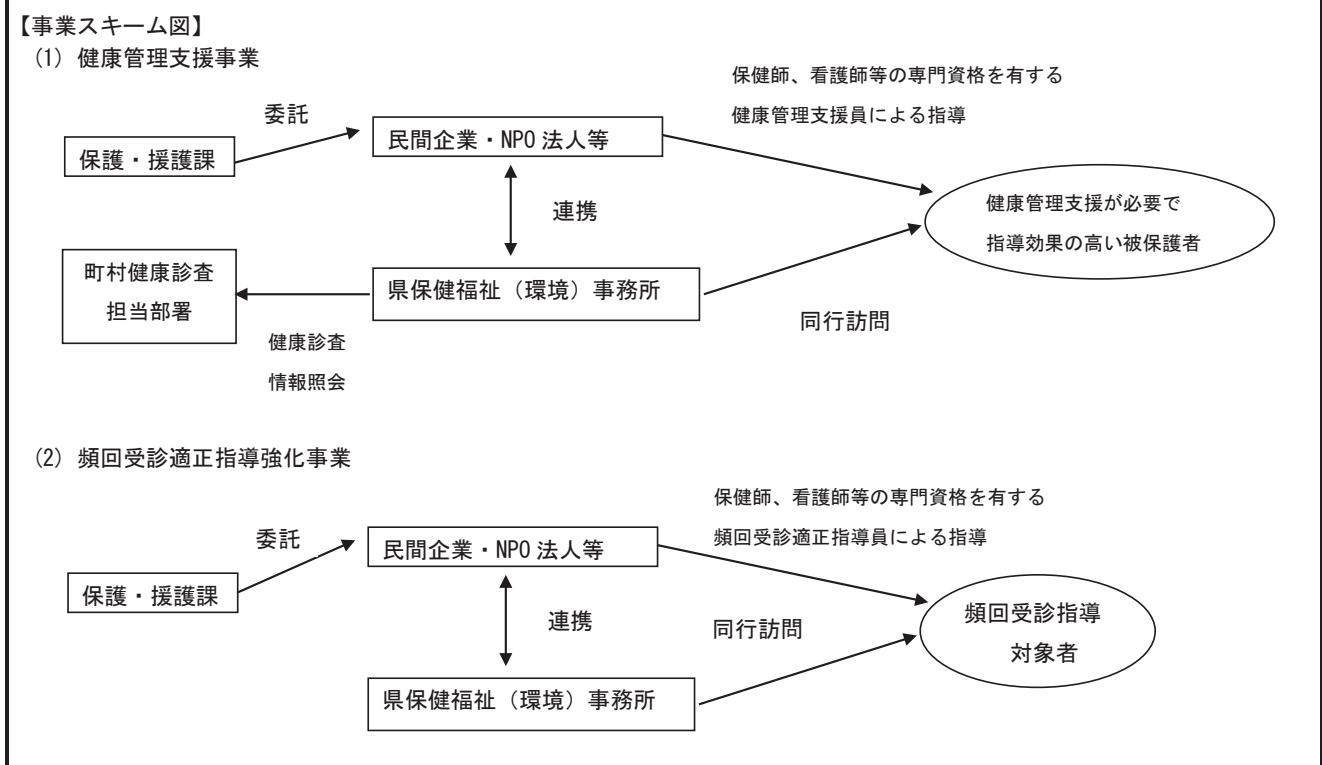 【事業スキーム図】
(1) 健康管理支援事業
保健師、看護師等の専門資格を有する
健康管理支援員による指導
委託
保護・援護課
民間企業・NPO 法人等
連携
健康管理支援が必要で
指導効果の高い被保護者
町村健康診査
担当部署
県保健福祉（環境）事務所
健康診査
情報照会
同行訪問
(2) 頻回受診適正指導強化事業
保健師、看護師等の専門資格を有する
頻回受診適正指導員による指導
委託
保護・援護課
民間企業・NPO 法人等
連携
同行訪問
頻回受診指導
対象者
県保健福祉（環境）事務所